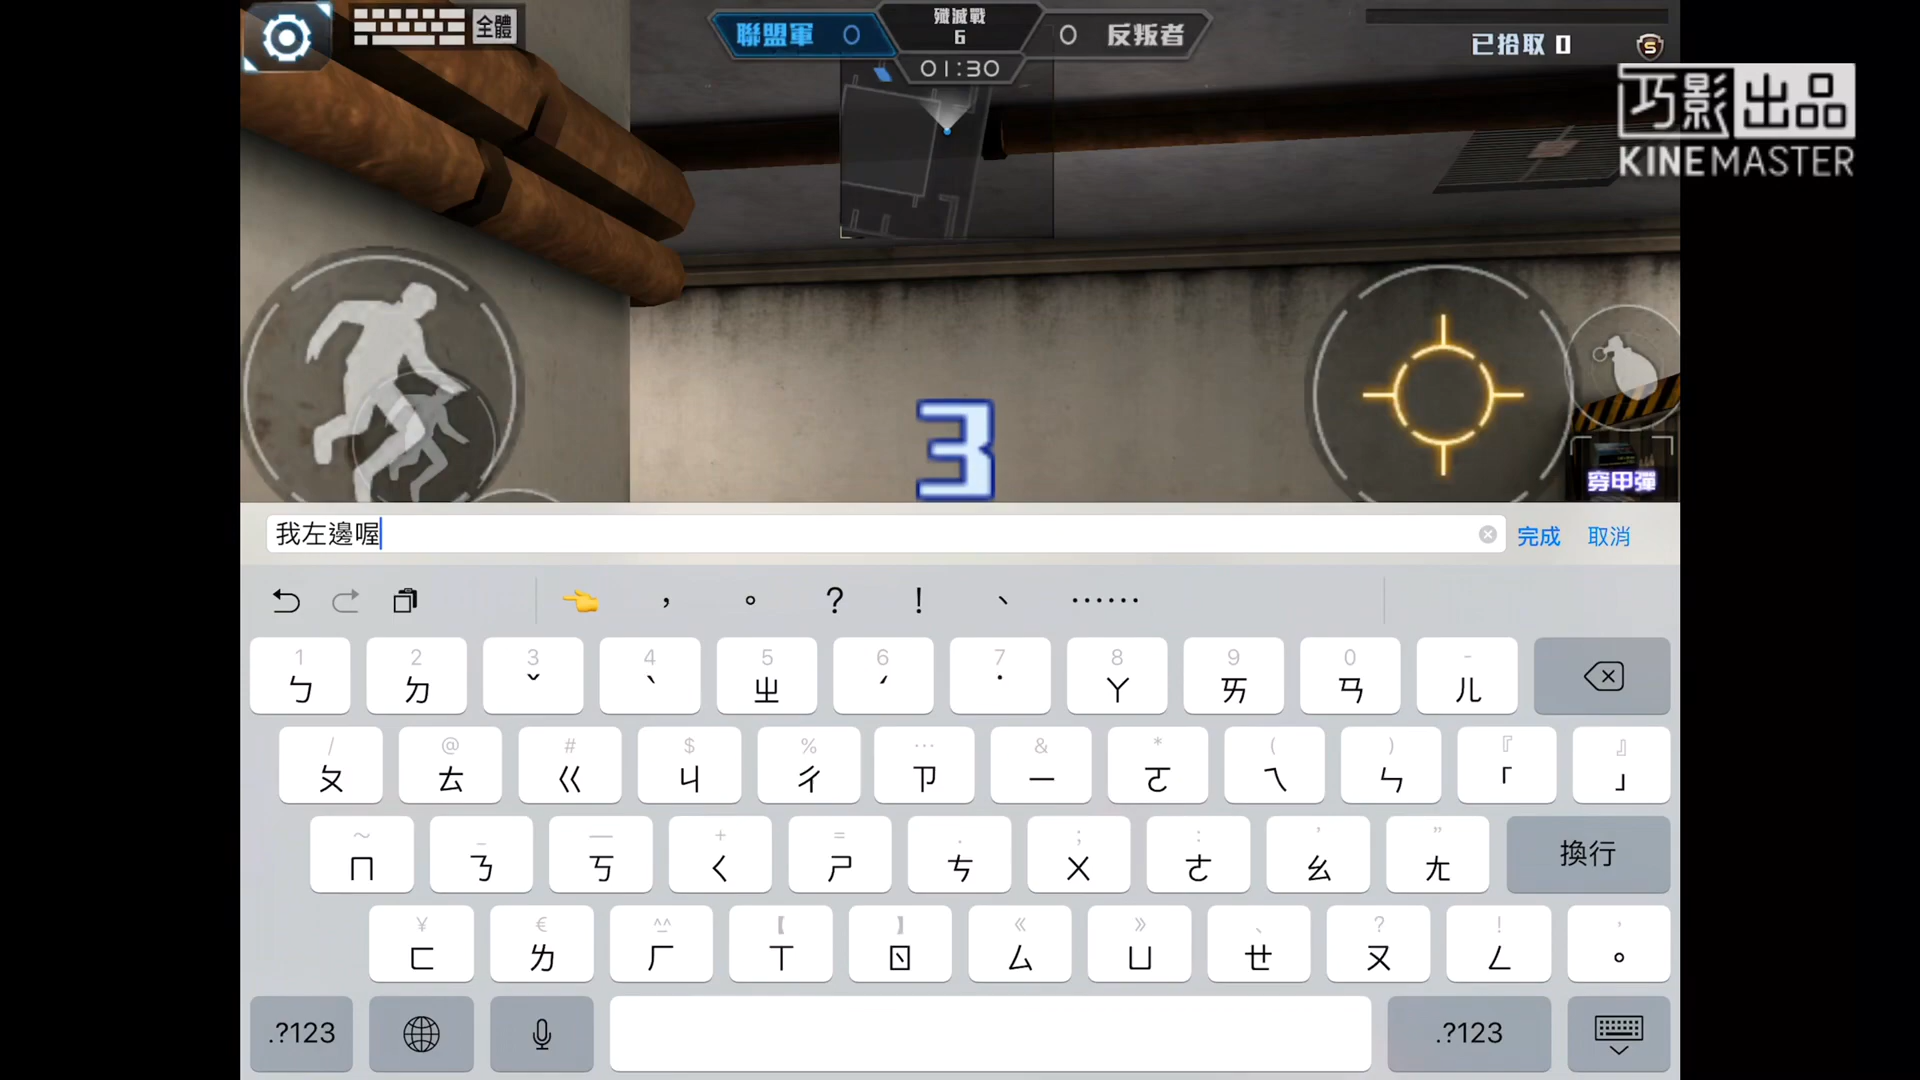 全體
聯盟軍 0
殲滅戰
6
0 反叛者
01:30
已拾取 0
S
巧影出品
KINEMASTER
3
穿甲彈
我左邊喔
完成
取消
👈 , 。 ? ! 、 ……
1 2 3 4 5 6 7 8 9 0 -
ㄅ ㄉ ˇ ˋ ㄓ ˊ ˙ ㄚ ㄞ ㄢ ㄦ
/ @ # $ % … & * ( ) 『 』
ㄆ ㄊ ㄍ ㄐ ㄔ ㄗ ㄧ ㄛ ㄟ ㄣ 「 」
~ _ — + = . ; : ’ ”
ㄇ ㄋ ㄎ ㄑ ㄕ ㄘ ㄨ ㄜ ㄠ ㄤ 換行
¥ € ^^ 【 】 《 》 、 ? ! ,
ㄈ ㄌ ㄏ ㄒ ㄖ ㄙ ㄩ ㄝ ㄡ ㄥ 。
.?123 .?123